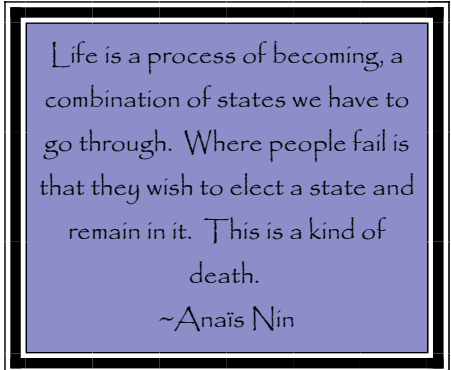 Life is a process of becoming, a
combination of states we have to
go through. Where people fail is
that they wish to elect a state and
remain in it. This is a kind of
death.
~Anaïs Nin